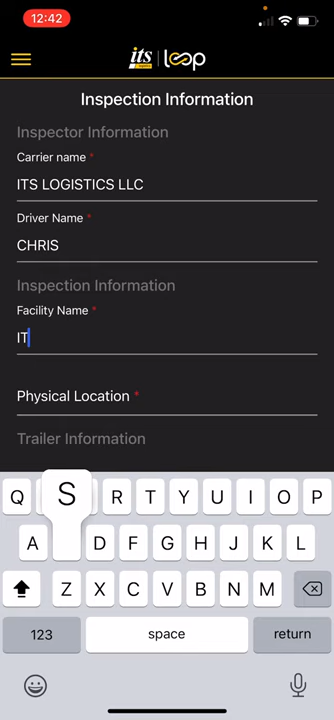 12:42
its
LOGISTICS
loop
Inspection Information
Inspector Information
Carrier name *
ITS LOGISTICS LLC
Driver Name *
CHRIS
Inspection Information
Facility Name *
IT
Physical Location *
Trailer Information
Q S R T Y U I O P
A D F G H J K L
Z X C V B N M
123 space return